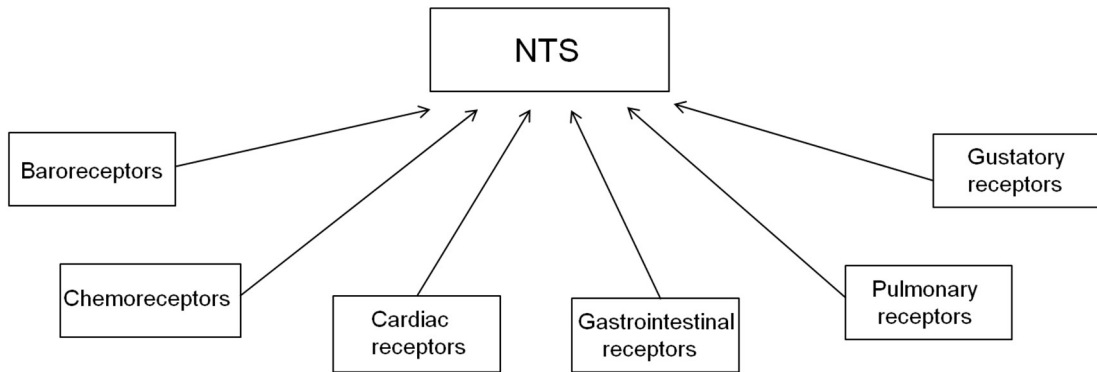 NTS
Baroreceptors
Gustatory
receptors
Chemoreceptors
Cardiac
receptors
Gastrointestinal
receptors
Pulmonary
receptors